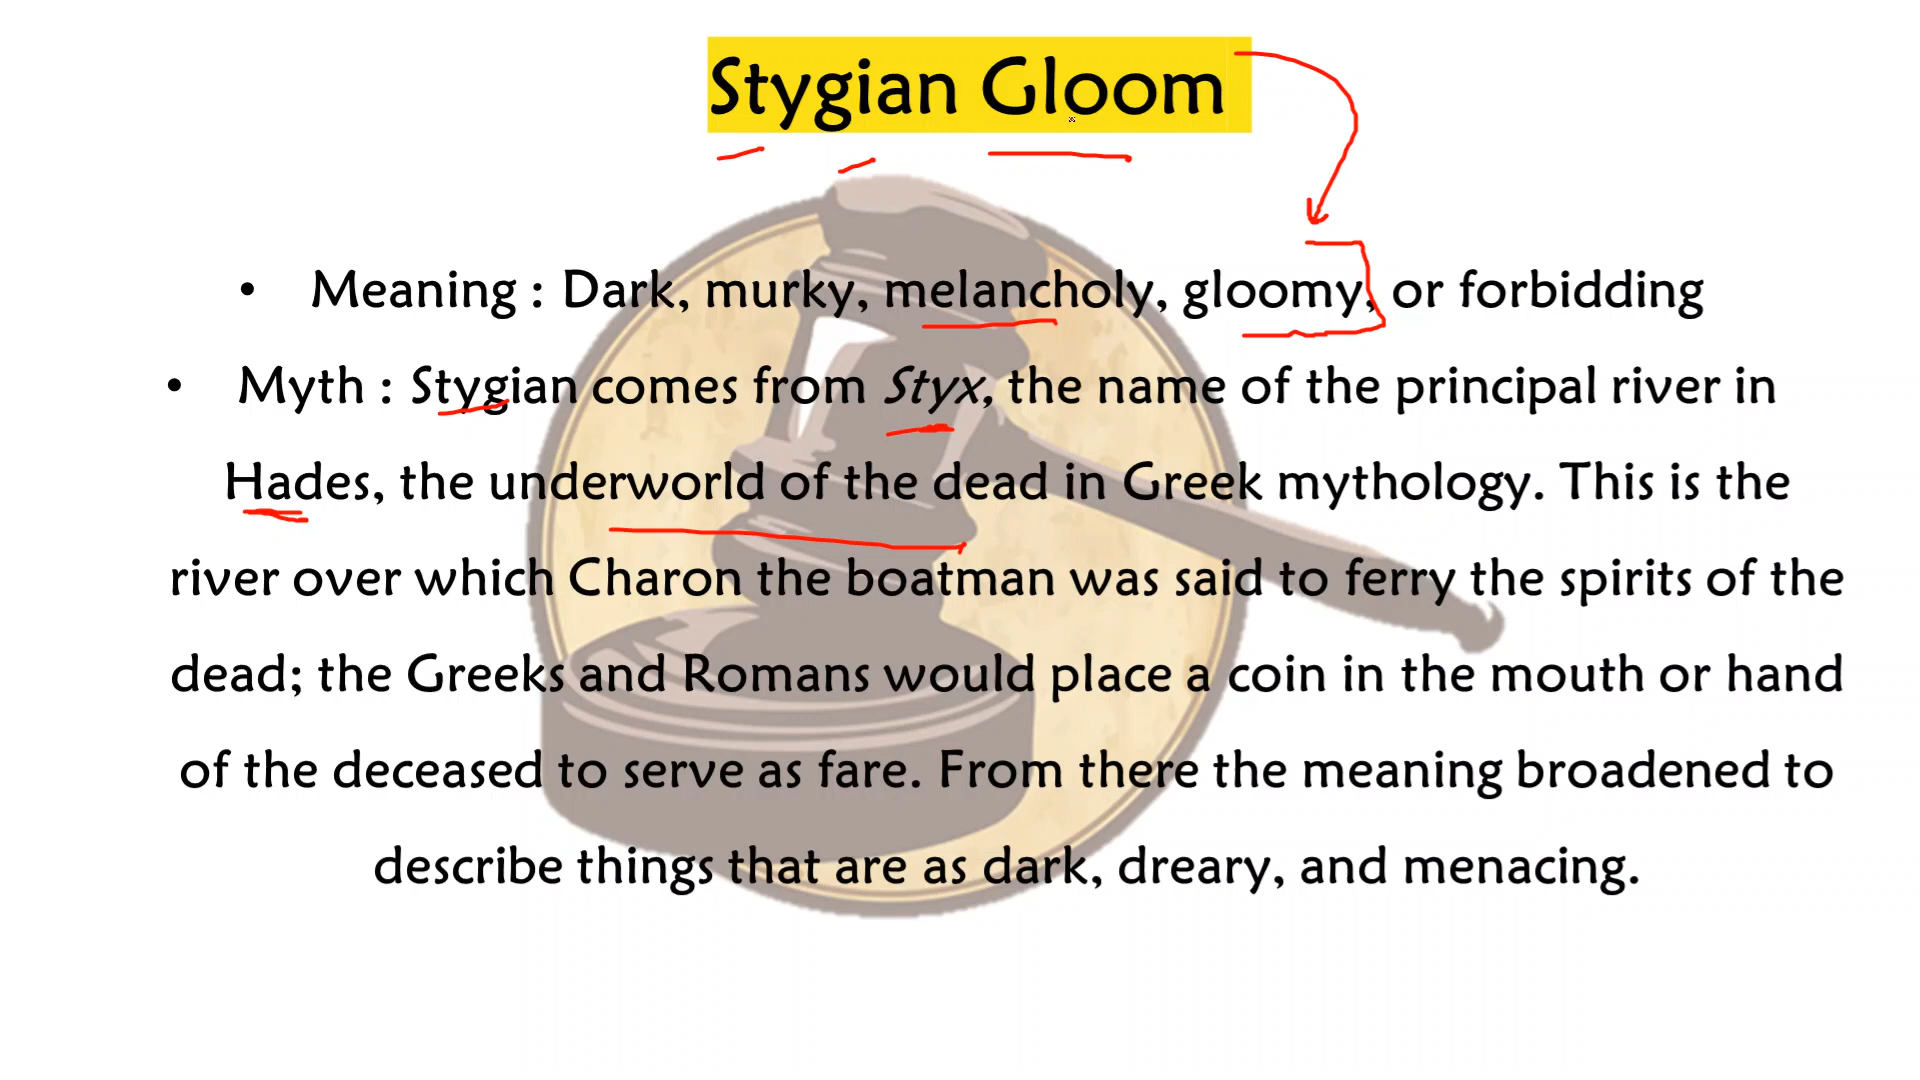 Stygian Gloom
• Meaning : Dark, murky, melancholy, gloomy, or forbidding
• Myth : Stygian comes from Styx, the name of the principal river in
Hades, the underworld of the dead in Greek mythology. This is the
river over which Charon the boatman was said to ferry the spirits of the
dead; the Greeks and Romans would place a coin in the mouth or hand
of the deceased to serve as fare. From there the meaning broadened to
describe things that are as dark, dreary, and menacing.